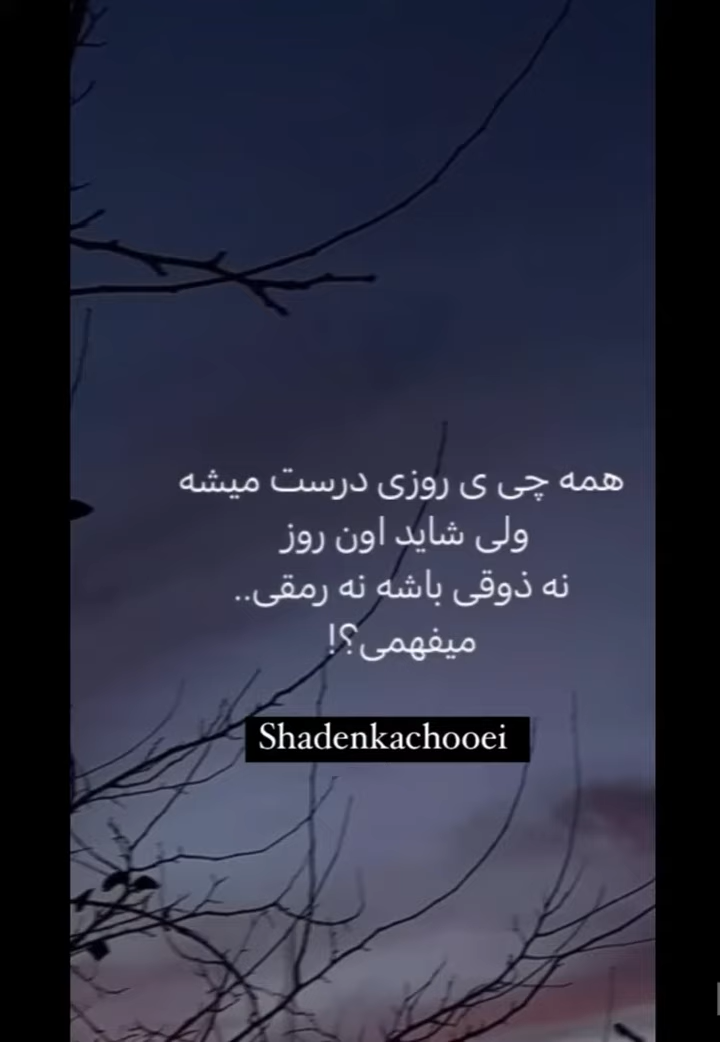 همه چی ی روزی درست میشه
ولی شاید اون روز
نه ذوقی باشه نه رمقی..
میفهمی؟!
Shadenkachooei